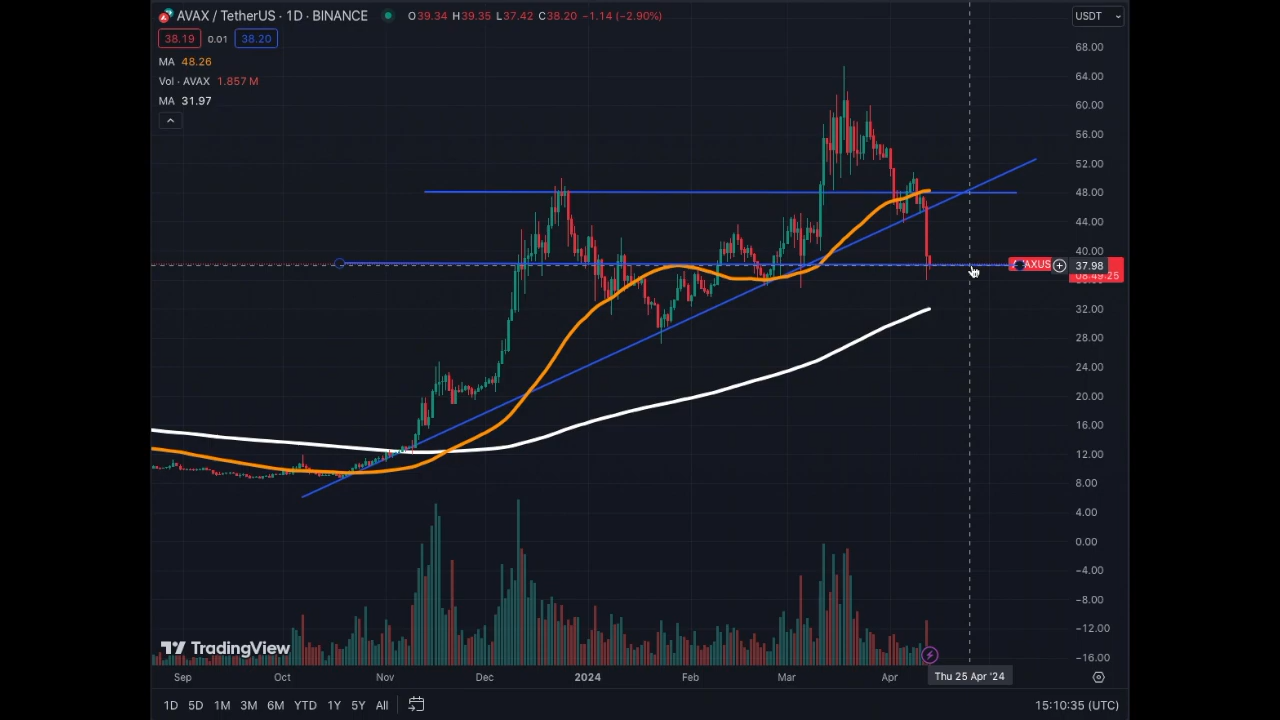 AVAX / TetherUS · 1D · BINANCE O39.34 H39.35 L37.42 C38.20 −1.14 (−2.90%)
USDT
38.19 0.01 38.20
MA 48.26
Vol · AVAX 1.857 M
MA 31.97
68.00
64.00
60.00
56.00
52.00
48.00
44.00
40.00
37.98
32.00
28.00
24.00
20.00
16.00
12.00
8.00
4.00
0.00
−4.00
−8.00
−12.00
−16.00
TradingView
Sep Oct Nov Dec 2024 Feb Mar Apr Thu 25 Apr '24
1D 5D 1M 3M 6M YTD 1Y 5Y All 15:10:35 (UTC)